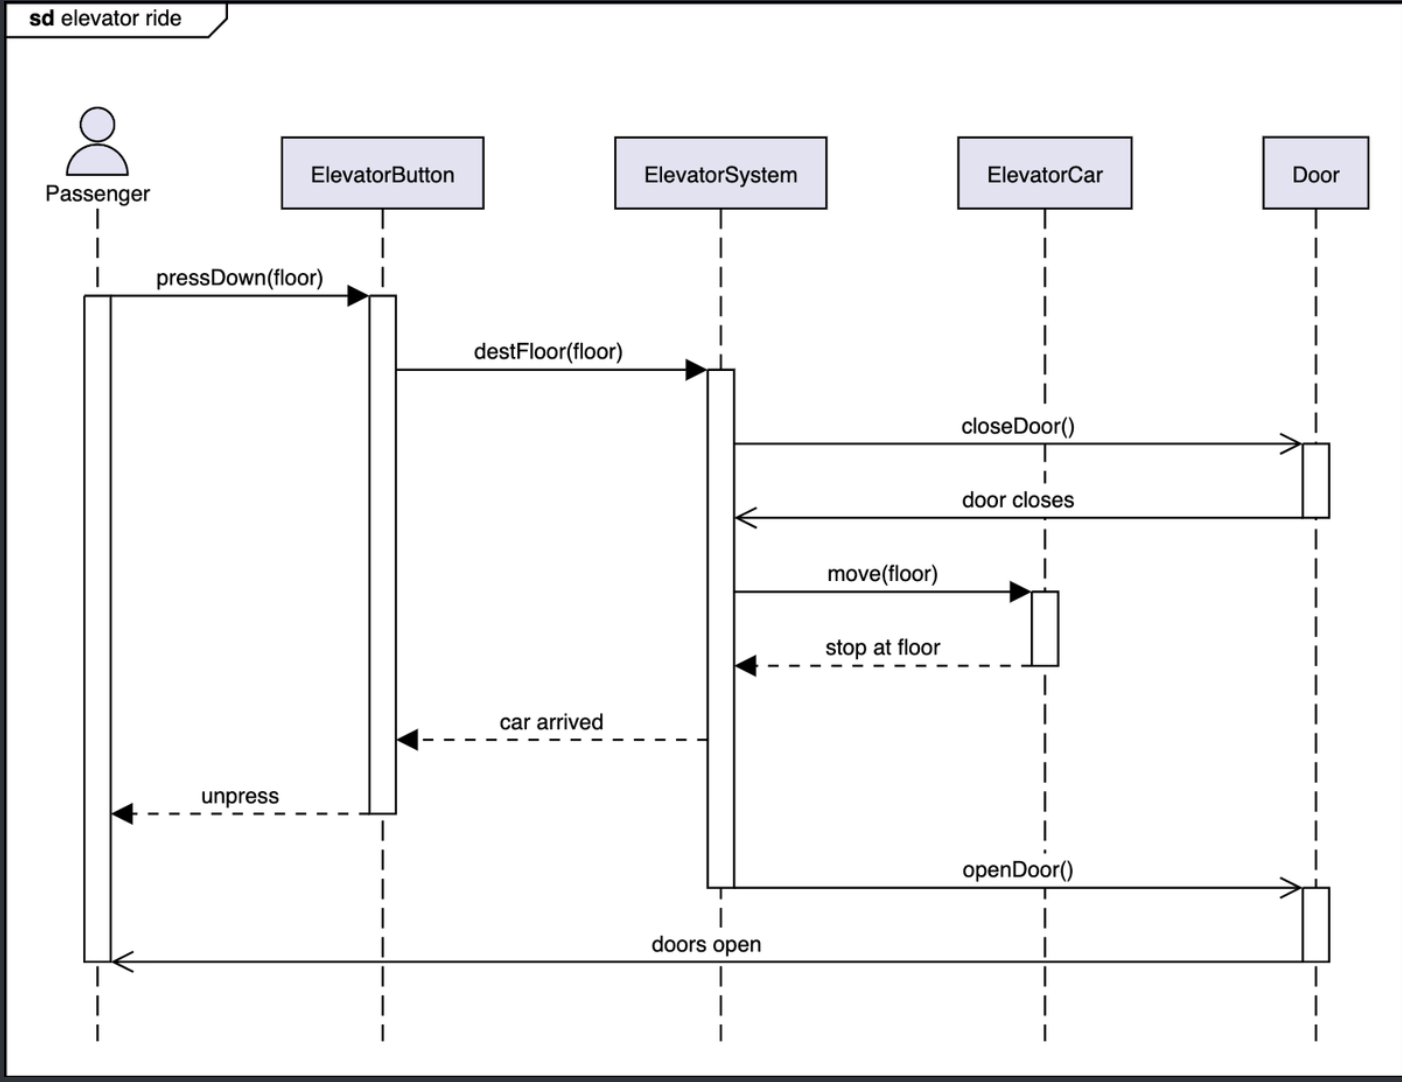 sd elevator ride
Passenger
ElevatorButton
ElevatorSystem
ElevatorCar
Door
pressDown(floor)
destFloor(floor)
closeDoor()
door closes
move(floor)
stop at floor
car arrived
unpress
openDoor()
doors open